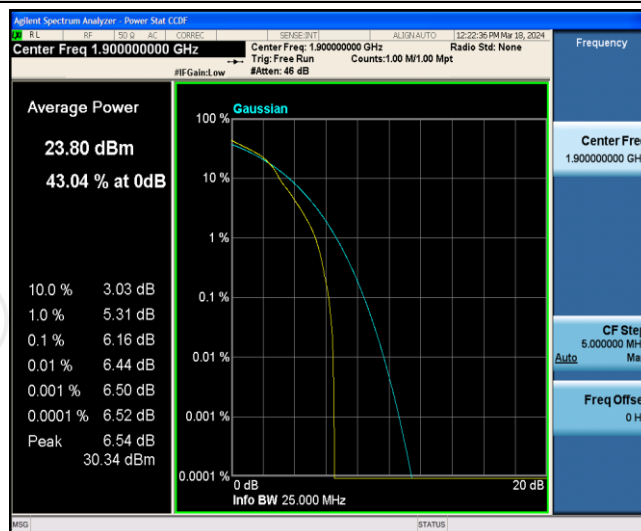 Agilent Spectrum Analyzer - Power Stat CCDF
RL RF 50 Ω AC CORREC SENSE:INT ALIGN AUTO 12:22:36 PM Mar 18, 2024
Center Freq 1.900000000 GHz
Center Freq: 1.900000000 GHz Radio Std: None
Trig: Free Run Counts:1.00 M/1.00 Mpt
#IFGain:Low #Atten: 46 dB
Frequency
Average Power
23.80 dBm
43.04 % at 0dB
10.0 % 3.03 dB
1.0 % 5.31 dB
0.1 % 6.16 dB
0.01 % 6.44 dB
0.001 % 6.50 dB
0.0001 % 6.52 dB
Peak 6.54 dB
30.34 dBm
Gaussian
100 %
10 %
1 %
0.1 %
0.01 %
0.001 %
0.0001 %
0 dB 20 dB
Info BW 25.000 MHz
Center Fre
1.900000000 GH
CF Ste
5.000000 MH
Auto Ma
Freq Offse
0 H
MSG STATUS